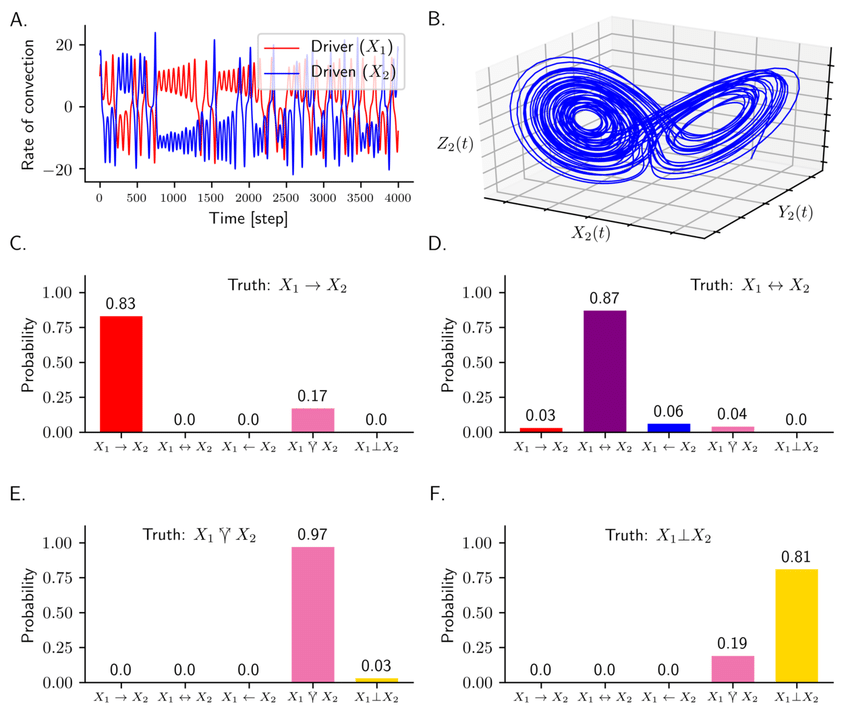 A.
20
0
−20
Rate of convection
Driver (X₁)
Driven (X₂)
0 500 1000 1500 2000 2500 3000 3500 4000
Time [step]
B.
Z₂(t)
X₂(t)
Y₂(t)
C.
Truth: X₁ → X₂
1.00
0.75
0.50
0.25
0.00
Probability
0.83 0.0 0.0 0.17 0.0
X₁ → X₂ X₁ ↔ X₂ X₁ ← X₂ X₁ Ÿ X₂ X₁⊥X₂
D.
Truth: X₁ ↔ X₂
1.00
0.75
0.50
0.25
0.00
Probability
0.03 0.87 0.06 0.04 0.0
X₁ → X₂ X₁ ↔ X₂ X₁ ← X₂ X₁ Ÿ X₂ X₁⊥X₂
E.
Truth: X₁ Ÿ X₂
1.00
0.75
0.50
0.25
0.00
Probability
0.0 0.0 0.0 0.97 0.03
X₁ → X₂ X₁ ↔ X₂ X₁ ← X₂ X₁ Ÿ X₂ X₁⊥X₂
F.
Truth: X₁⊥X₂
1.00
0.75
0.50
0.25
0.00
Probability
0.0 0.0 0.0 0.19 0.81
X₁ → X₂ X₁ ↔ X₂ X₁ ← X₂ X₁ Ÿ X₂ X₁⊥X₂